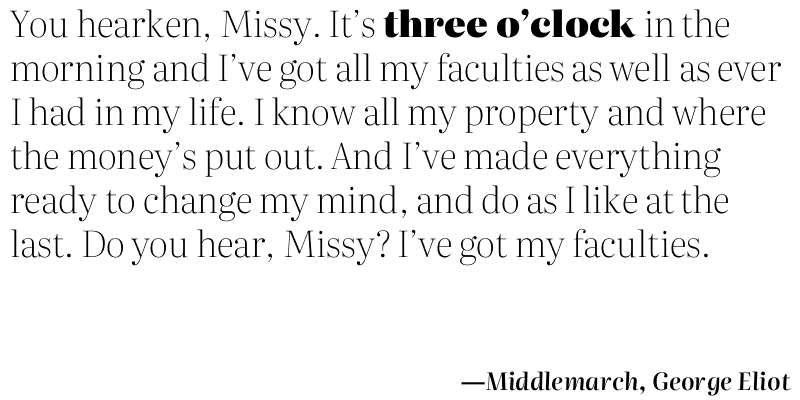 You hearken, Missy. It’s three o’clock in the
morning and I’ve got all my faculties as well as ever
I had in my life. I know all my property and where
the money’s put out. And I’ve made everything
ready to change my mind, and do as I like at the
last. Do you hear, Missy? I’ve got my faculties.
—Middlemarch, George Eliot